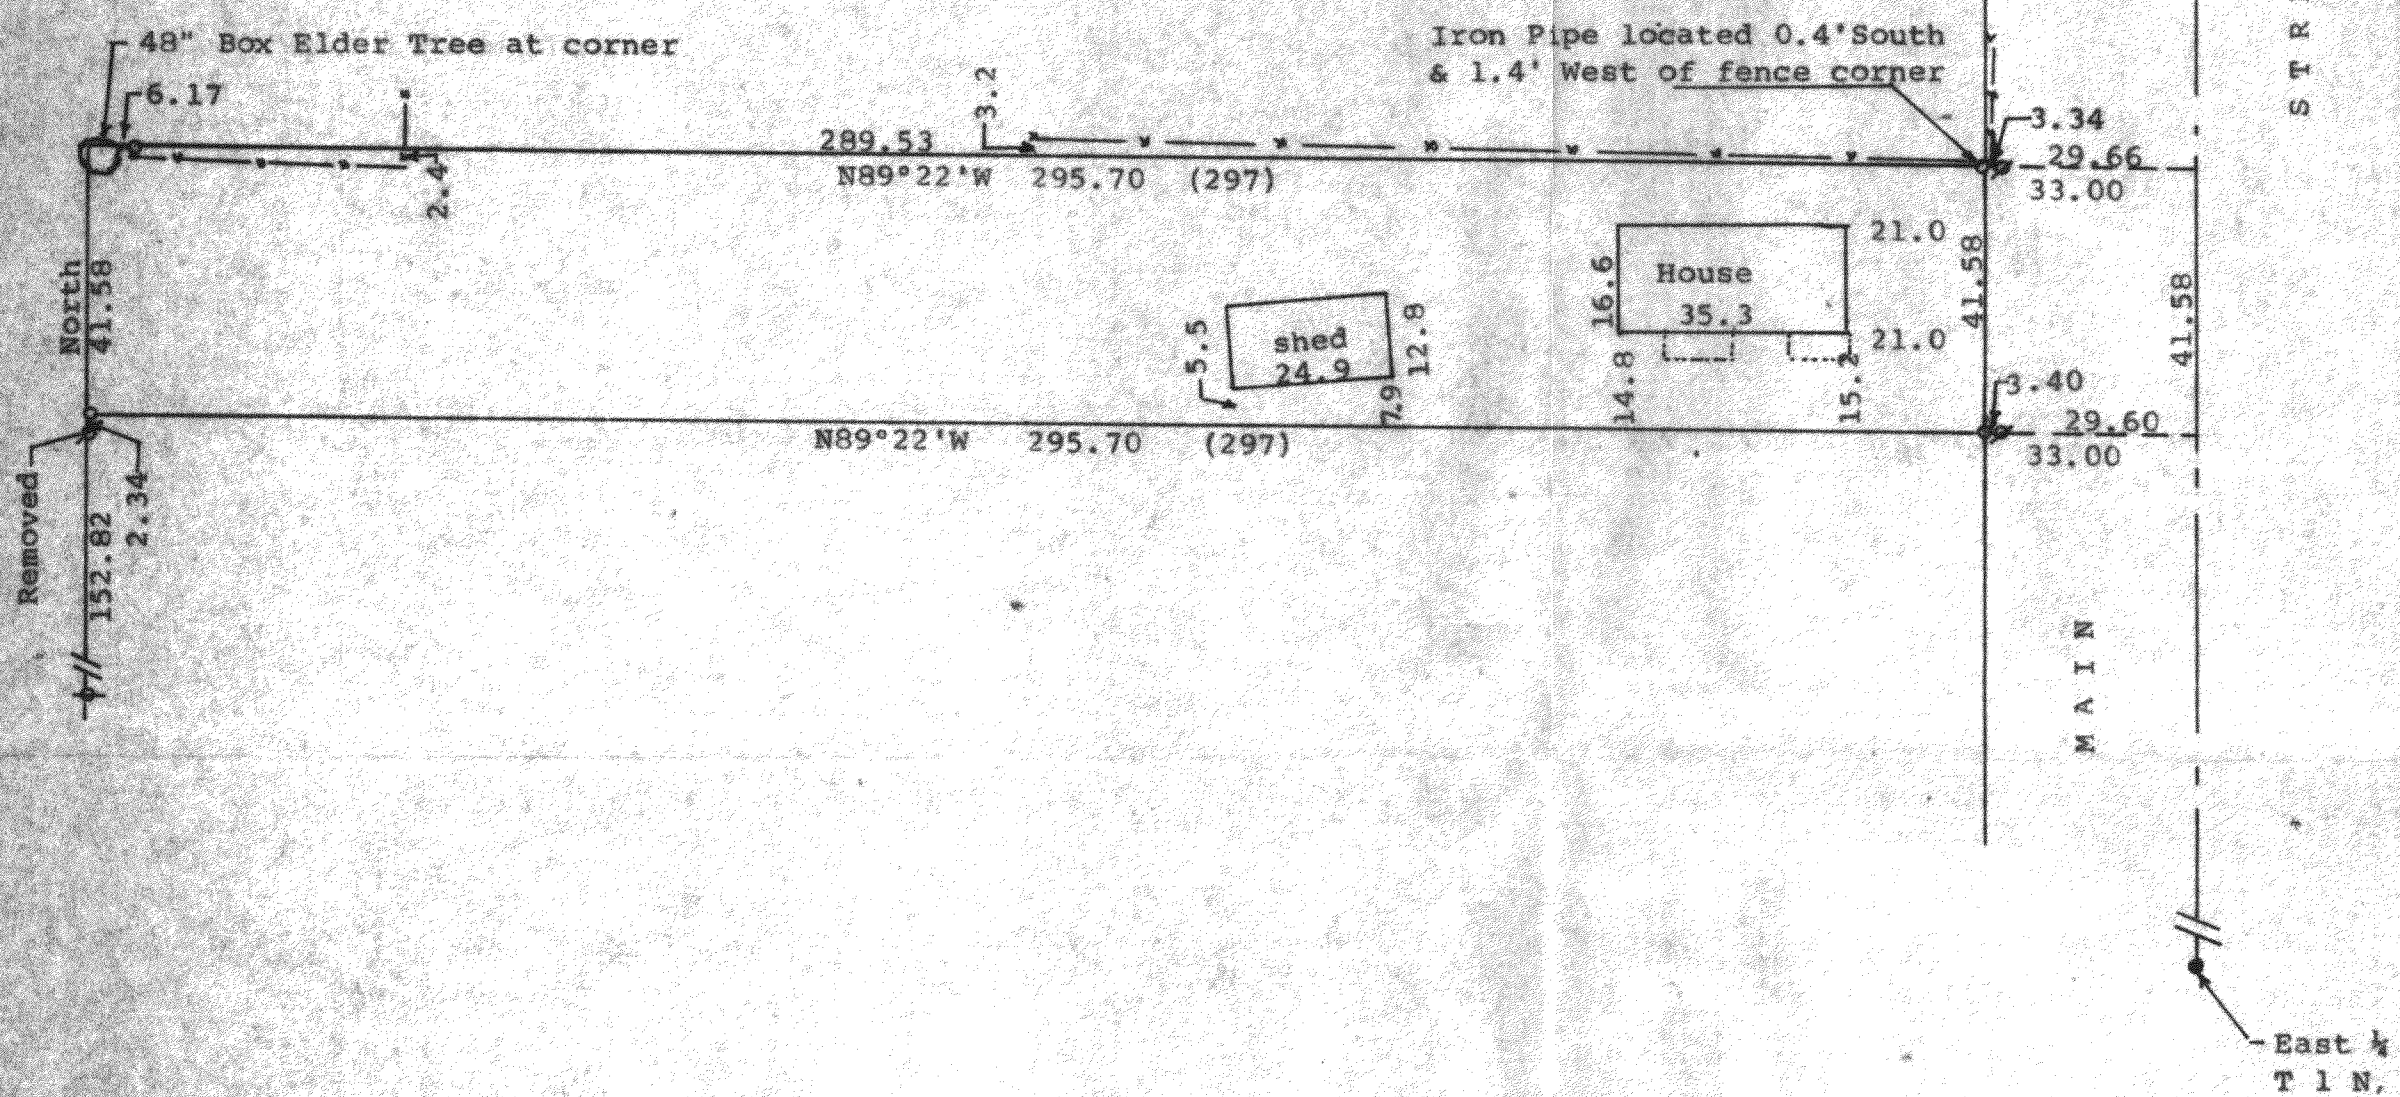 48" Box Elder Tree at corner
Iron Pipe located 0.4'South
& 1.4' West of fence corner
6.17
3.2
3.34
289.53
29.66
N89°22'W 295.70 (297)
33.00
2.4
21.0
House
35.3
16.6
21.0
North
41.58
41.58
41.58
shed
24.9
5.5
12.8
7.9
14.8
15.2
3.40
29.60
33.00
N89°22'W 295.70 (297)
Removed
2.34
152.82
MAIN
STR
East ¼
T 1 N,